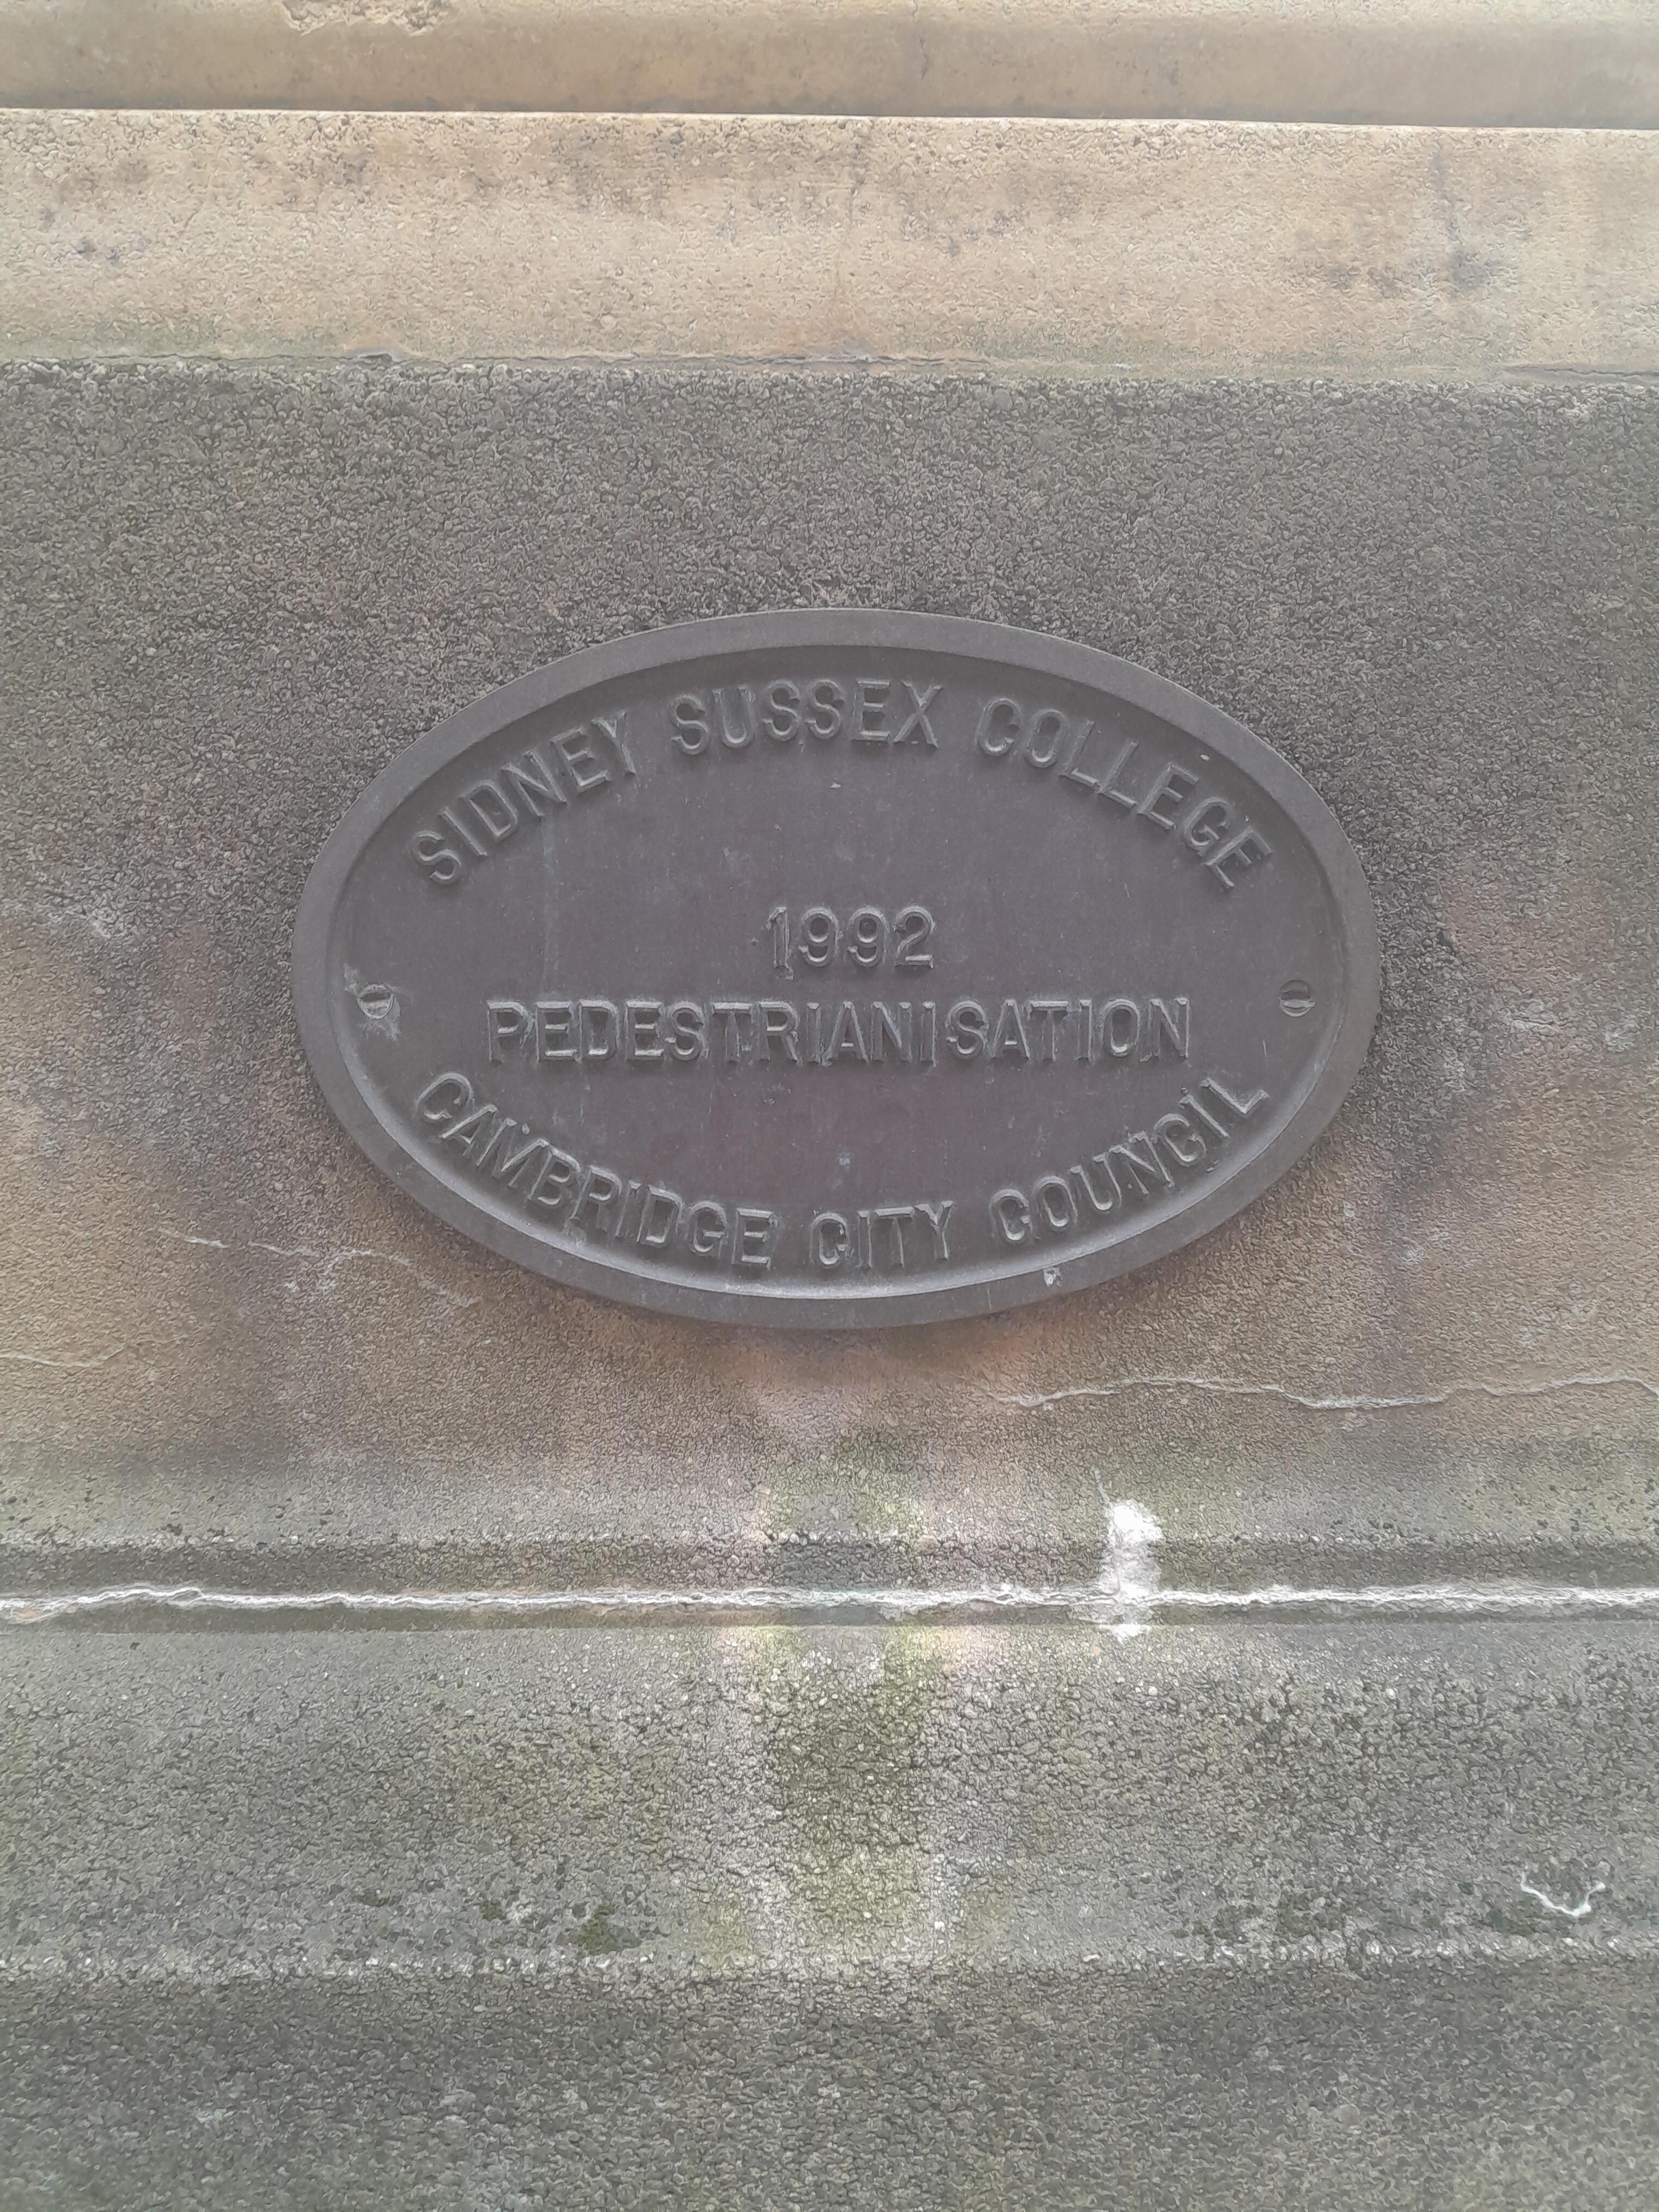 SIDNEY SUSSEX COLLEGE
1992
PEDESTRIANISATION
CAMBRIDGE CITY COUNCIL